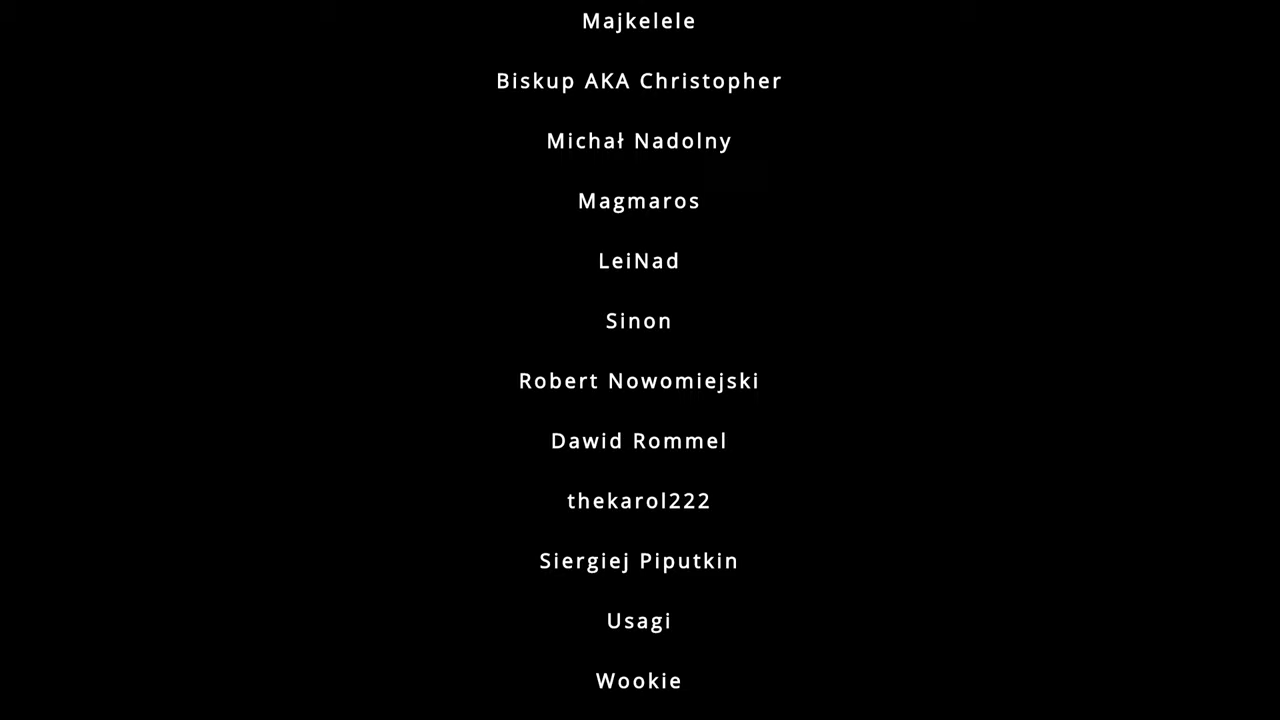 Majkelele
Biskup AKA Christopher
Michał Nadolny
Magmaros
LeiNad
Sinon
Robert Nowomiejski
Dawid Rommel
thekarol222
Siergiej Piputkin
Usagi
Wookie